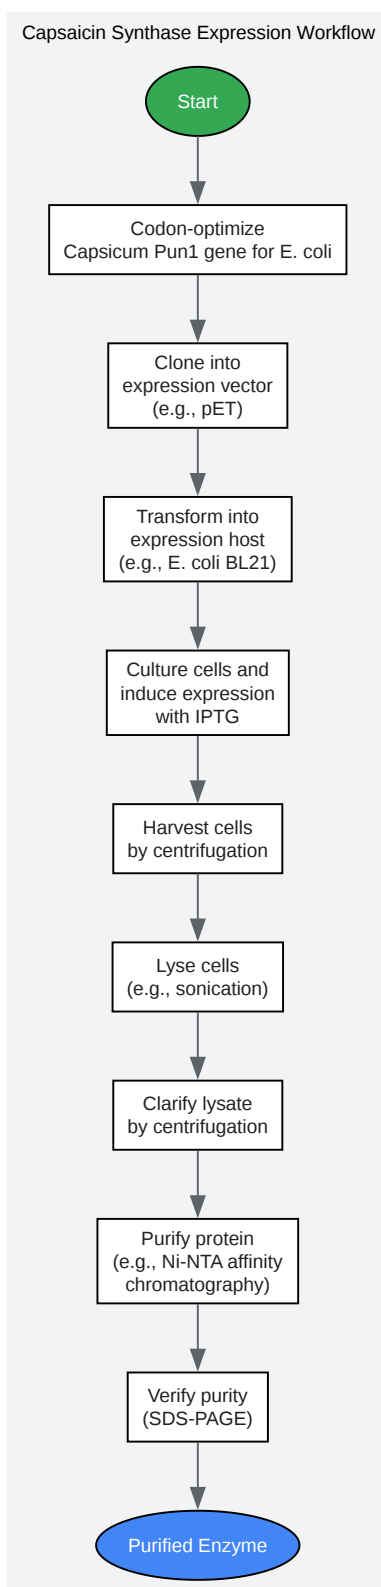 Capsaicin Synthase Expression Workflow
Start
Codon-optimize
Capsicum Pun1 gene for E. coli
Clone into
expression vector
(e.g., pET)
Transform into
expression host
(e.g., E. coli BL21)
Culture cells and
induce expression
with IPTG
Harvest cells
by centrifugation
Lyse cells
(e.g., sonication)
Clarify lysate
by centrifugation
Purify protein
(e.g., Ni-NTA affinity
chromatography)
Verify purity
(SDS-PAGE)
Purified Enzyme